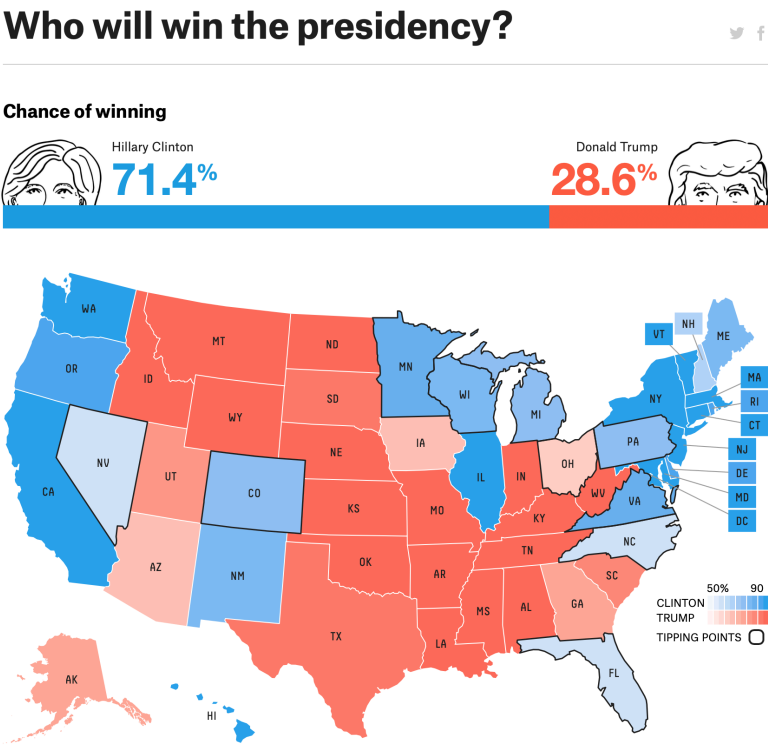 Who will win the presidency?
Chance of winning
Hillary Clinton
Donald Trump
71.4%
28.6%
WA
MT
ND
MN
VT
NH
ME
OR
ID
SD
WI
MI
NY
MA
RI
CT
WY
NE
IA
PA
NJ
NV
UT
CO
IL
IN
OH
DE
CA
KS
MO
KY
WV
VA
MD
DC
AZ
NM
OK
AR
TN
NC
SC
TX
LA
MS
AL
GA
50% 90
CLINTON
TRUMP
TIPPING POINTS
AK
HI
FL